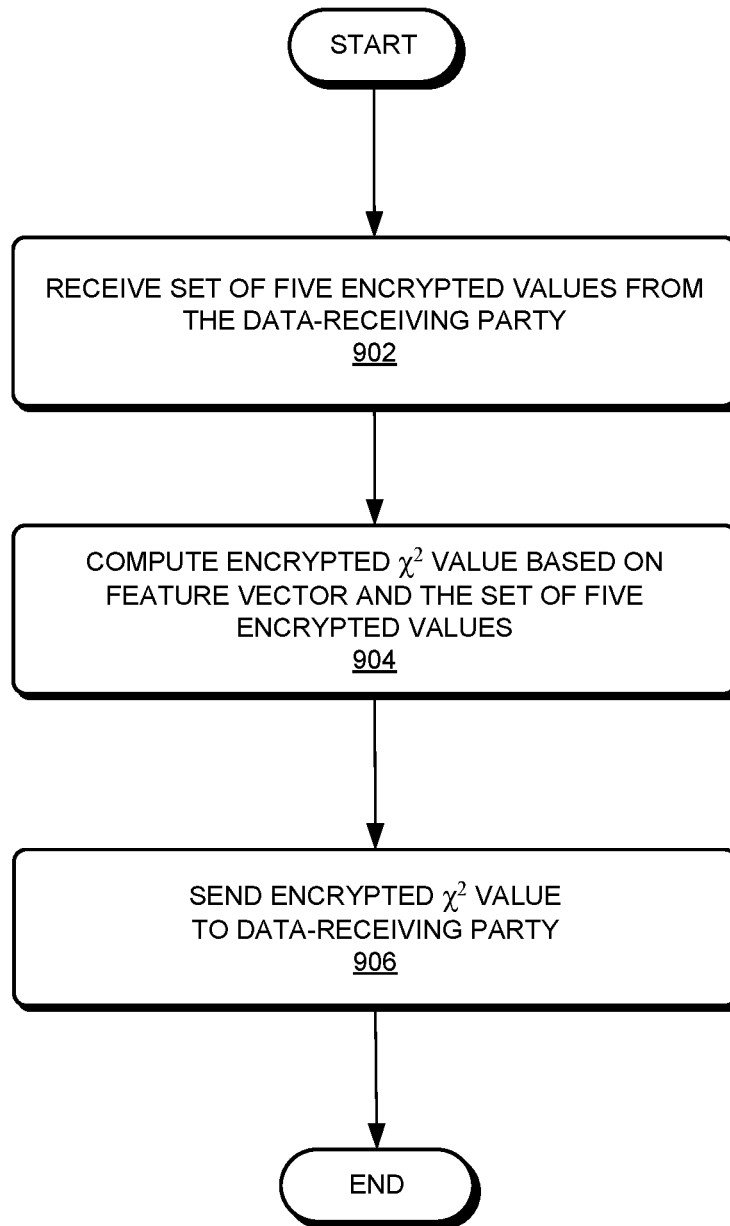 START
RECEIVE SET OF FIVE ENCRYPTED VALUES FROM
THE DATA-RECEIVING PARTY
902
COMPUTE ENCRYPTED χ² VALUE BASED ON
FEATURE VECTOR AND THE SET OF FIVE
ENCRYPTED VALUES
904
SEND ENCRYPTED χ² VALUE
TO DATA-RECEIVING PARTY
906
END